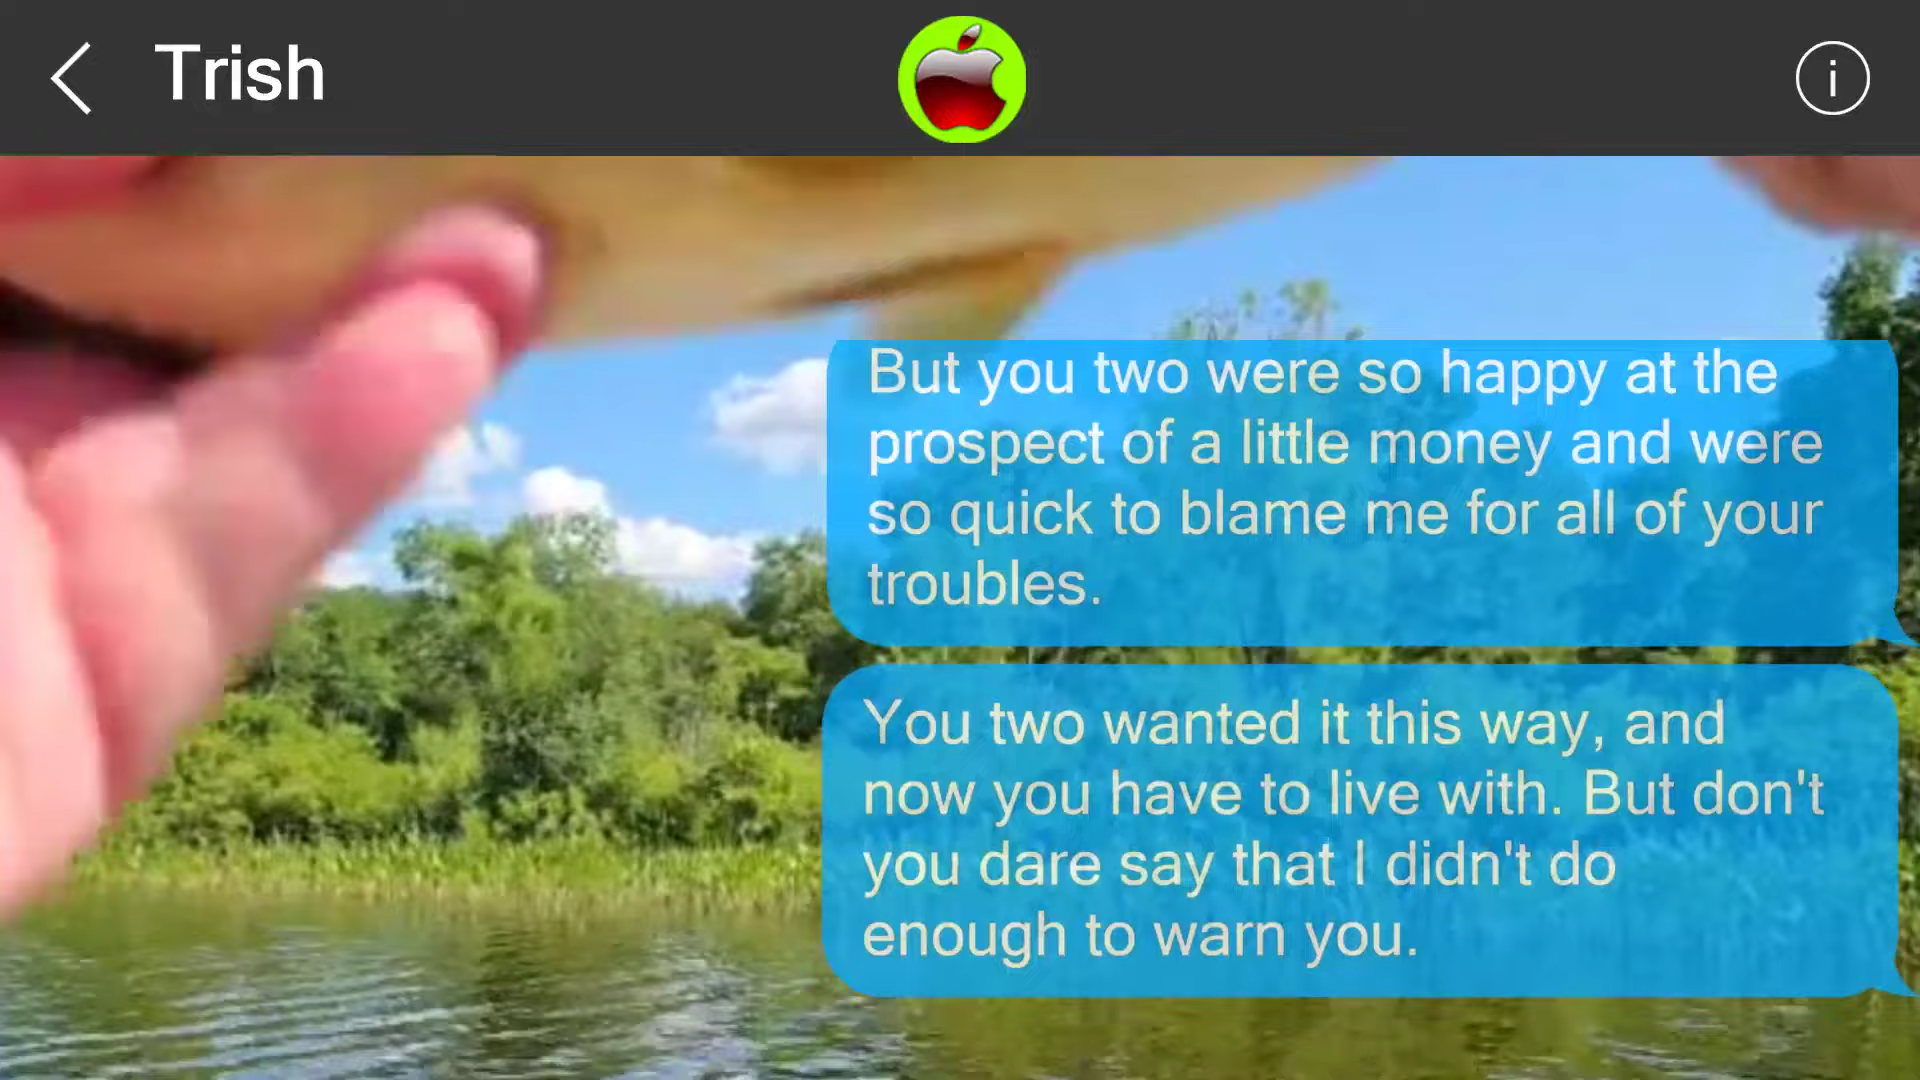 Trish
i
But you two were so happy at the
prospect of a little money and were
so quick to blame me for all of your
troubles.
You two wanted it this way, and
now you have to live with. But don't
you dare say that I didn't do
enough to warn you.